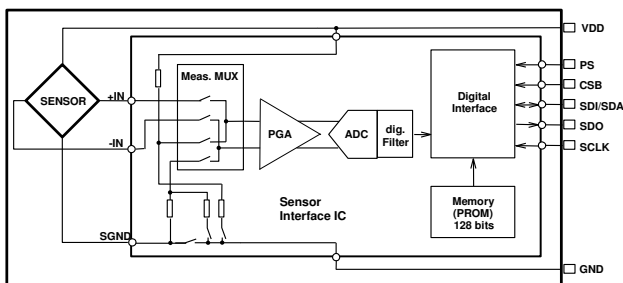 VDD
Meas. MUX
PS
+IN
CSB
SENSOR
Digital
Interface
SDI/SDA
PGA
ADC
dig.
Filter
SDO
-IN
SCLK
Sensor
Interface IC
Memory
(PROM)
128 bits
SGND
GND